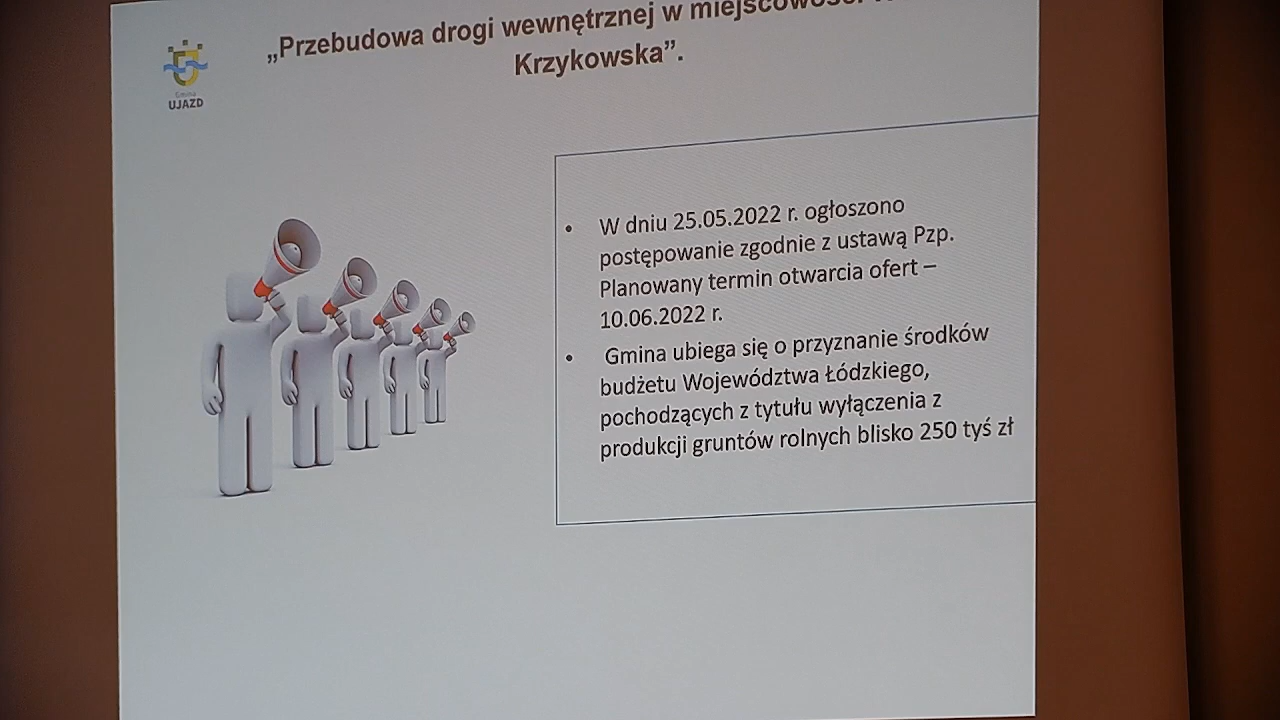 „Przebudowa drogi wewnętrznej w miejscowości
Krzykowska”.
Gmina
UJAZD
• W dniu 25.05.2022 r. ogłoszono
postępowanie zgodnie z ustawą Pzp.
Planowany termin otwarcia ofert –
10.06.2022 r.
• Gmina ubiega się o przyznanie środków
budżetu Województwa Łódzkiego,
pochodzących z tytułu wyłączenia z
produkcji gruntów rolnych blisko 250 tyś zł